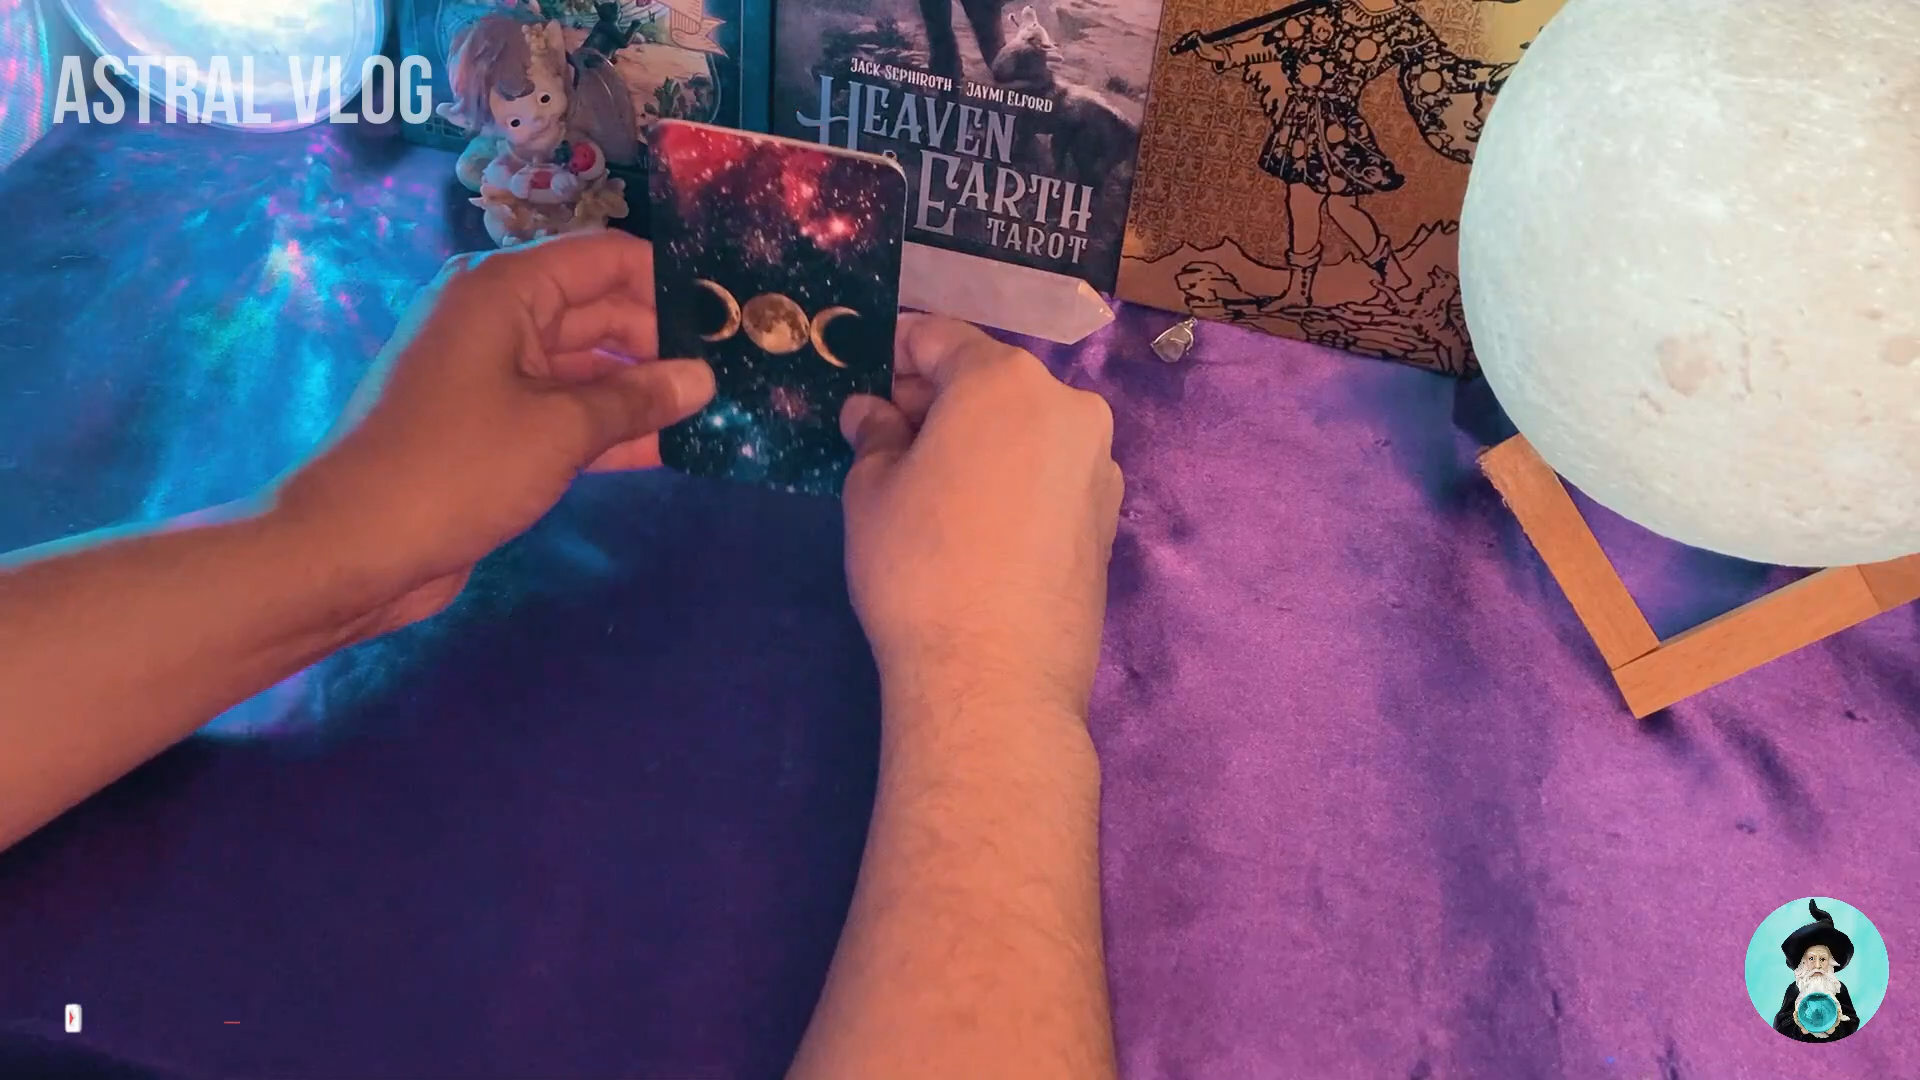 ASTRAL VLOG
JACK SEPHIROTH - JAYMI ELFORD
HEAVEN
& EARTH
TAROT